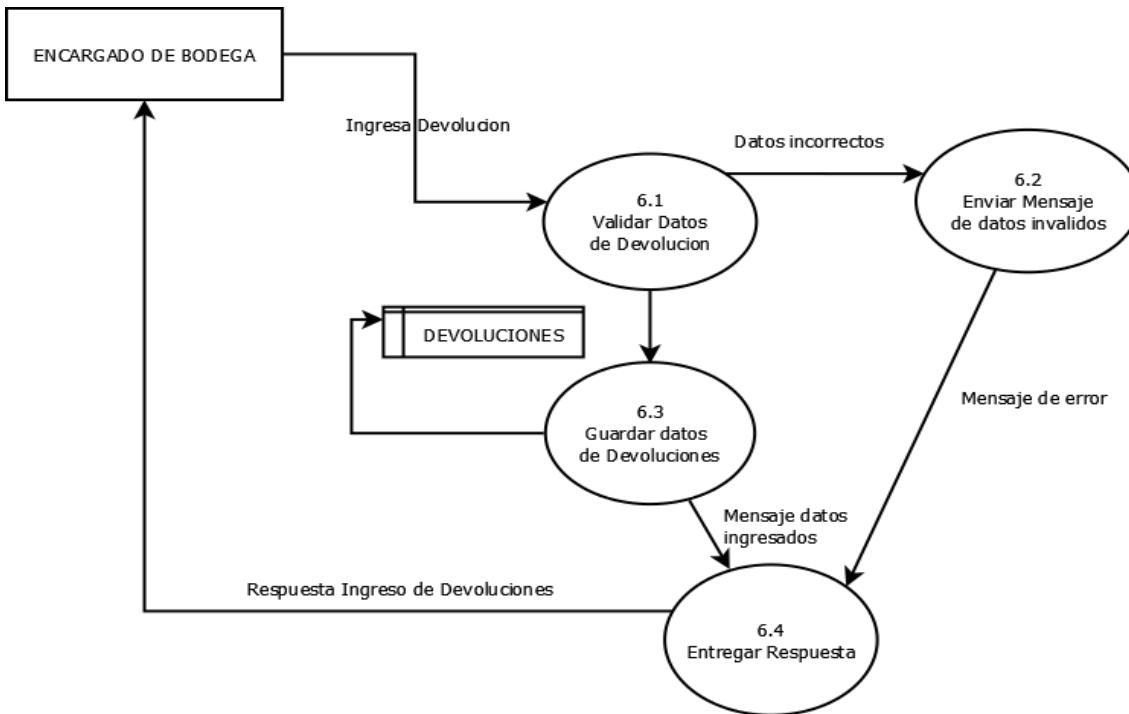 ENCARGADO DE BODEGA
Ingresa Devolucion
Datos incorrectos
6.1
Validar Datos
de Devolucion
6.2
Enviar Mensaje
de datos invalidos
DEVOLUCIONES
6.3
Guardar datos
de Devoluciones
Mensaje de error
Mensaje datos
ingresados
Respuesta Ingreso de Devoluciones
6.4
Entregar Respuesta